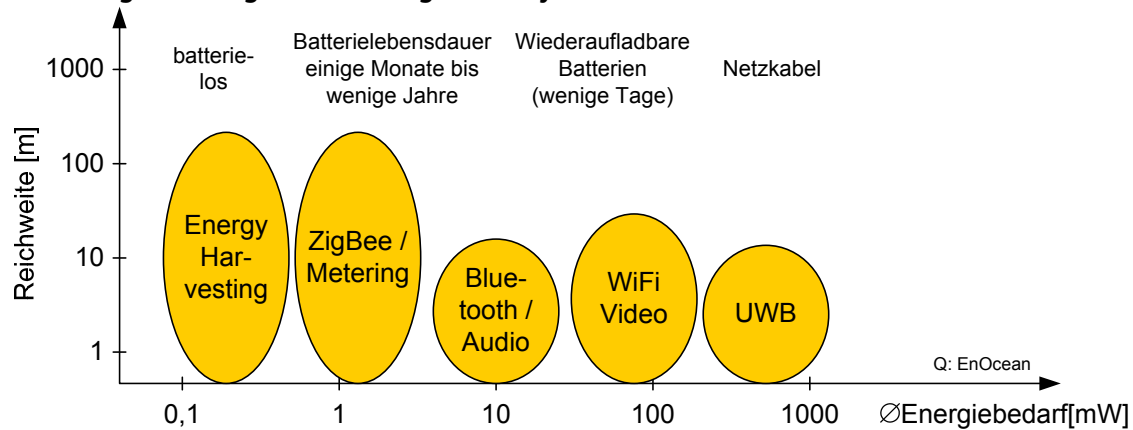 batterie-
los
Batterielebensdauer
einige Monate bis
wenige Jahre
Wiederaufladbare
Batterien
(wenige Tage)
Netzkabel
Reichweite [m]
1000
100
10
1
Energy
Har-
vesting
ZigBee /
Metering
Blue-
tooth /
Audio
WiFi
Video
UWB
Q: EnOcean
0,1
1
10
100
1000
∅Energiebedarf[mW]